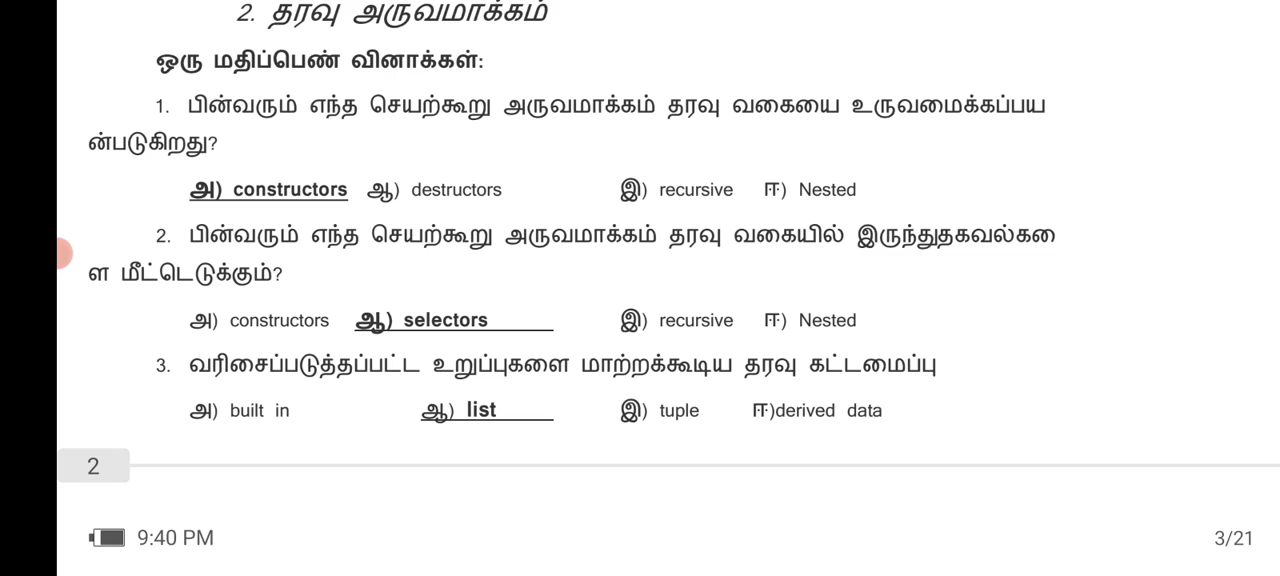 2. தரவு அருவமாக்கம்
ஒரு மதிப்பெண் வினாக்கள்:
1. பின்வரும் எந்த செயற்கூறு அருவமாக்கம் தரவு வகையை உருவமைக்கப்பய
ன்படுகிறது?
அ) constructors ஆ) destructors இ) recursive ஈ) Nested
2. பின்வரும் எந்த செயற்கூறு அருவமாக்கம் தரவு வகையில் இருந்துதகவல்கை
ள மீட்டெடுக்கும்?
அ) constructors ஆ) selectors இ) recursive ஈ) Nested
3. வரிசைப்படுத்தப்பட்ட உறுப்புகளை மாற்றக்கூடிய தரவு கட்டமைப்பு
அ) built in ஆ) list இ) tuple ஈ)derived data
2
9:40 PM 3/21